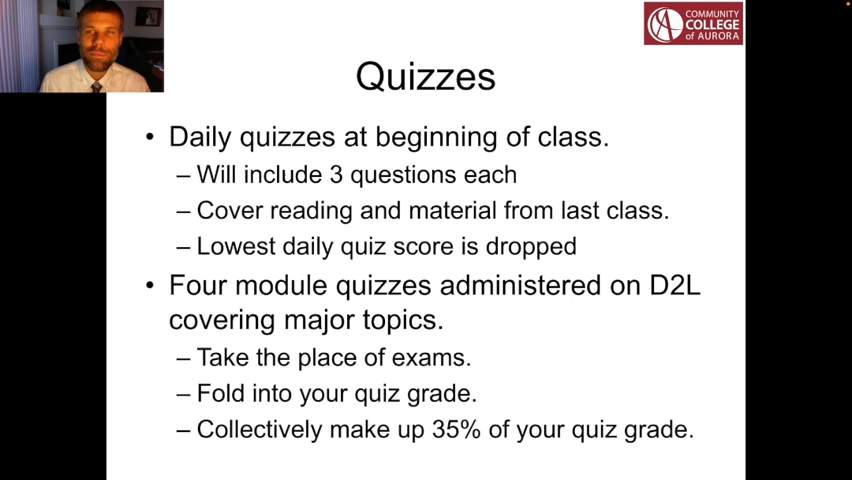 COMMUNITY
COLLEGE
of AURORA
Quizzes
• Daily quizzes at beginning of class.
– Will include 3 questions each
– Cover reading and material from last class.
– Lowest daily quiz score is dropped
• Four module quizzes administered on D2L
covering major topics.
– Take the place of exams.
– Fold into your quiz grade.
– Collectively make up 35% of your quiz grade.